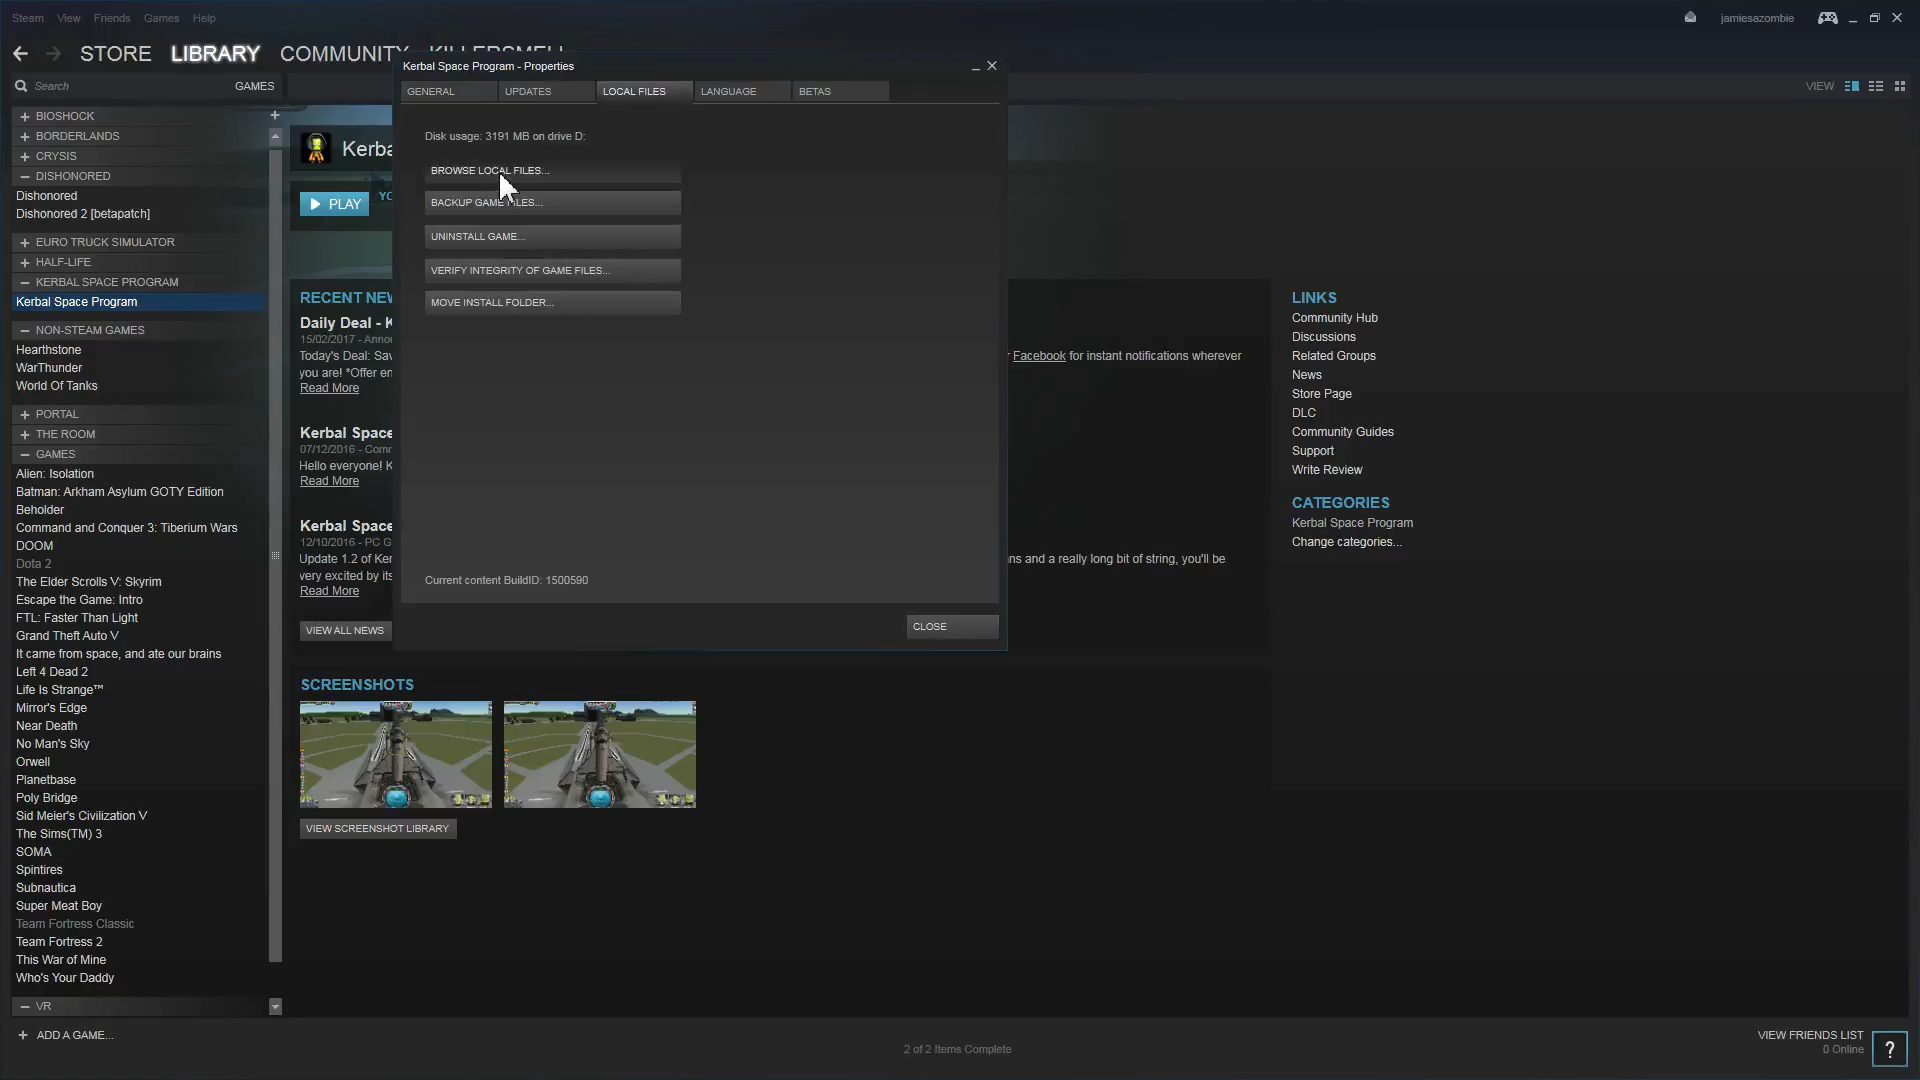 Steam View Friends Games Help
jamiesazombie
STORE LIBRARY COMMUNITY KILLERSMELL
Search
GAMES
VIEW
Kerbal Space Program - Properties
GENERAL
UPDATES
LOCAL FILES
LANGUAGE
BETAS
Disk usage: 3191 MB on drive D:
BROWSE LOCAL FILES...
BACKUP GAME FILES...
UNINSTALL GAME...
VERIFY INTEGRITY OF GAME FILES...
MOVE INSTALL FOLDER...
Current content BuildID: 1500590
CLOSE
BIOSHOCK
BORDERLANDS
CRYSIS
DISHONORED
Dishonored
Dishonored 2 [betapatch]
EURO TRUCK SIMULATOR
HALF-LIFE
KERBAL SPACE PROGRAM
Kerbal Space Program
NON-STEAM GAMES
Hearthstone
WarThunder
World Of Tanks
PORTAL
THE ROOM
GAMES
Alien: Isolation
Batman: Arkham Asylum GOTY Edition
Beholder
Command and Conquer 3: Tiberium Wars
DOOM
Dota 2
The Elder Scrolls V: Skyrim
Escape the Game: Intro
FTL: Faster Than Light
Grand Theft Auto V
It came from space, and ate our brains
Left 4 Dead 2
Life Is Strange™
Mirror's Edge
Near Death
No Man's Sky
Orwell
Planetbase
Poly Bridge
Sid Meier's Civilization V
The Sims(TM) 3
SOMA
Spintires
Subnautica
Super Meat Boy
Team Fortress Classic
Team Fortress 2
This War of Mine
Who's Your Daddy
VR
ADD A GAME...
Kerba
PLAY
YO
RECENT NEW
Daily Deal - K
15/02/2017 - Annou
Today's Deal: Sav
you are! *Offer en
Read More
Facebook for instant notifications wherever
Kerbal Space
07/12/2016 - Comm
Hello everyone! K
Read More
Kerbal Space
12/10/2016 - PC G
Update 1.2 of Ker
very excited by its
Read More
ns and a really long bit of string, you'll be
VIEW ALL NEWS
SCREENSHOTS
VIEW SCREENSHOT LIBRARY
LINKS
Community Hub
Discussions
Related Groups
News
Store Page
DLC
Community Guides
Support
Write Review
CATEGORIES
Kerbal Space Program
Change categories...
2 of 2 Items Complete
VIEW FRIENDS LIST
0 Online
?